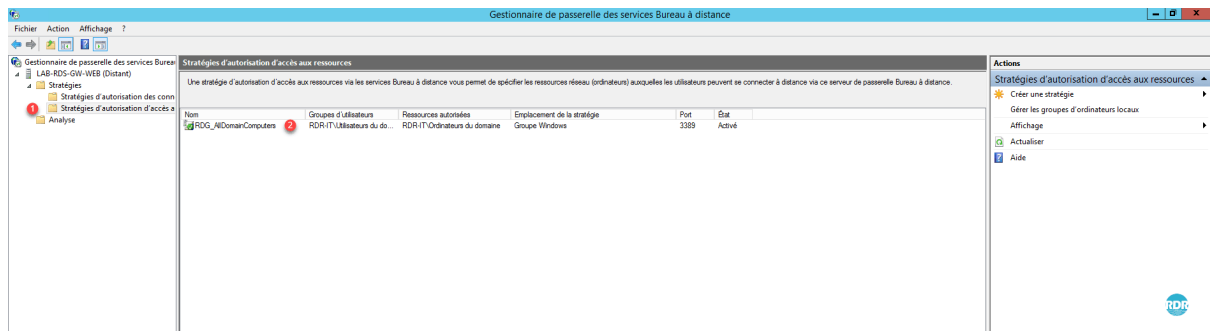 Gestionnaire de passerelle des services Bureau à distance
Fichier Action Affichage ?
Gestionnaire de passerelle des services Bureau
LAB-RDS-GW-WEB (Distant)
Stratégies
Stratégies d'autorisation des conn
1 Stratégies d'autorisation d'accès a
Analyse
Stratégies d'autorisation d'accès aux ressources
Une stratégie d'autorisation d'accès aux ressources via les services Bureau à distance vous permet de spécifier les ressources réseau (ordinateurs) auxquelles les utilisateurs peuvent se connecter à distance via ce serveur de passerelle Bureau à distance.
Nom Groupes d'utilisateurs Ressources autorisées Emplacement de la stratégie Port État
RDG_AllDomainComputers 2 RDR-IT\Utilisateurs du do... RDR-IT\Ordinateurs du domaine Groupe Windows 3389 Activé
Actions
Stratégies d'autorisation d'accès aux ressources
Créer une stratégie
Gérer les groupes d'ordinateurs locaux
Affichage
Actualiser
Aide
RDR